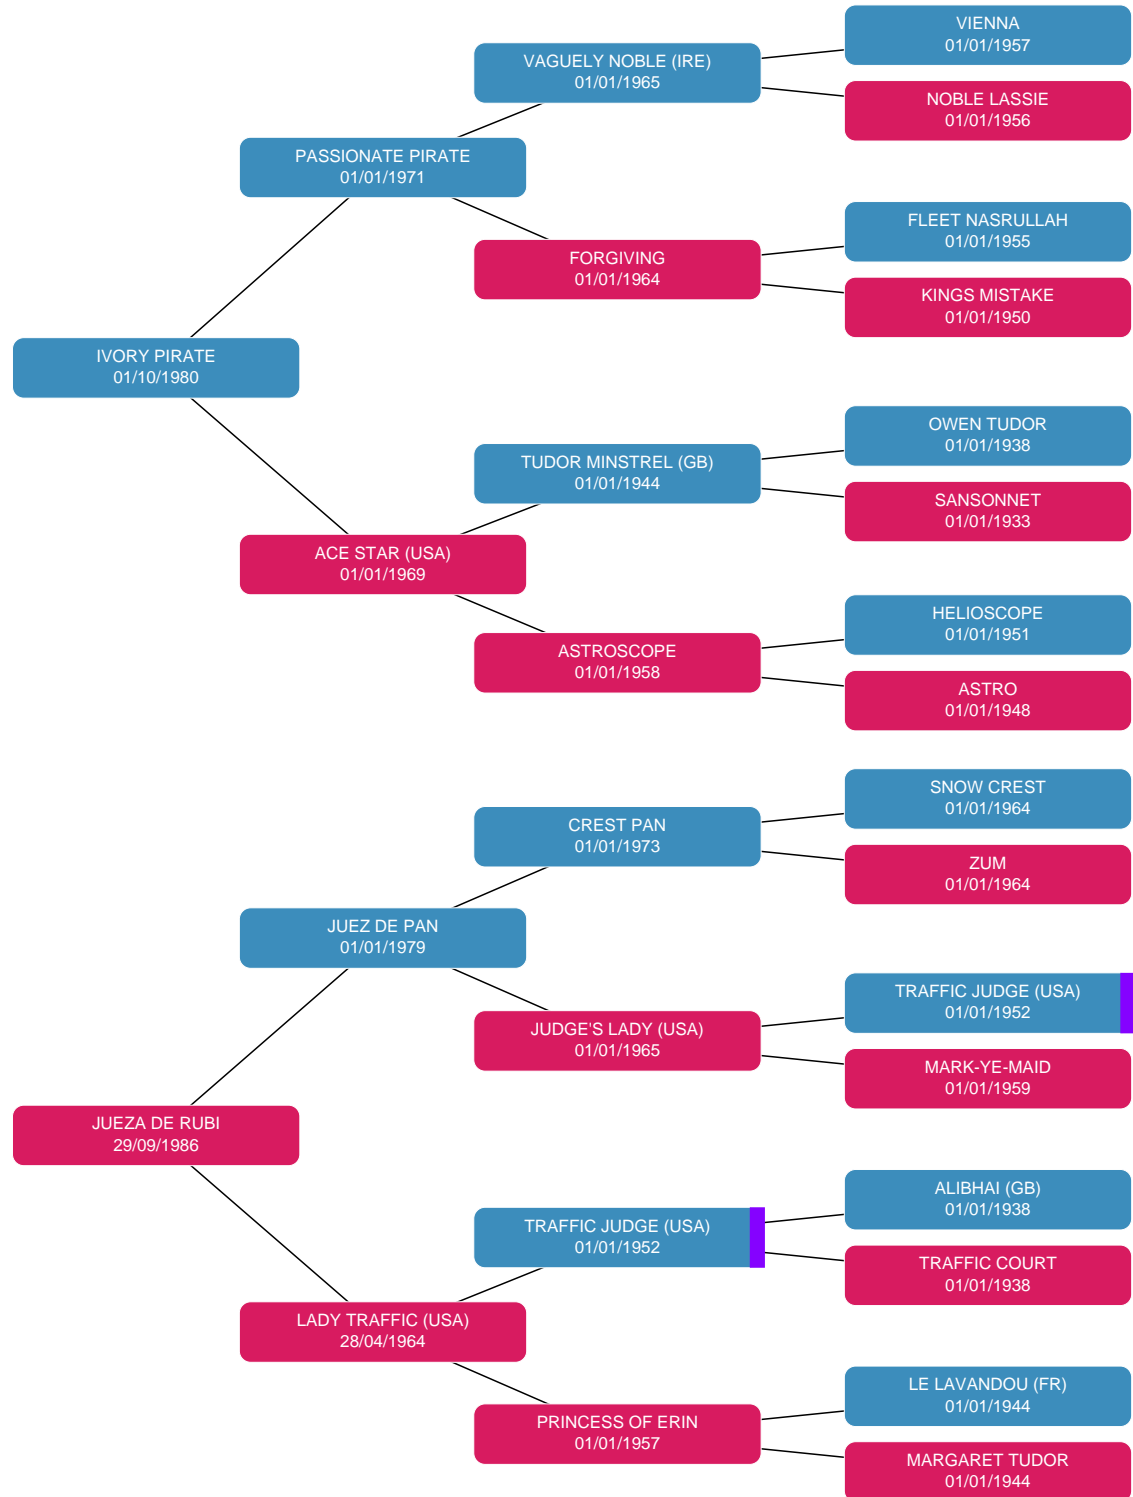 VIENNA
01/01/1957
VAGUELY NOBLE (IRE)
01/01/1965
NOBLE LASSIE
01/01/1956
PASSIONATE PIRATE
01/01/1971
FLEET NASRULLAH
01/01/1955
FORGIVING
01/01/1964
KINGS MISTAKE
01/01/1950
IVORY PIRATE
01/10/1980
OWEN TUDOR
01/01/1938
TUDOR MINSTREL (GB)
01/01/1944
SANSONNET
01/01/1933
ACE STAR (USA)
01/01/1969
HELIOSCOPE
01/01/1951
ASTROSCOPE
01/01/1958
ASTRO
01/01/1948
SNOW CREST
01/01/1964
CREST PAN
01/01/1973
ZUM
01/01/1964
JUEZ DE PAN
01/01/1979
TRAFFIC JUDGE (USA)
01/01/1952
JUDGE'S LADY (USA)
01/01/1965
MARK-YE-MAID
01/01/1959
JUEZA DE RUBI
29/09/1986
ALIBHAI (GB)
01/01/1938
TRAFFIC JUDGE (USA)
01/01/1952
TRAFFIC COURT
01/01/1938
LADY TRAFFIC (USA)
28/04/1964
LE LAVANDOU (FR)
01/01/1944
PRINCESS OF ERIN
01/01/1957
MARGARET TUDOR
01/01/1944